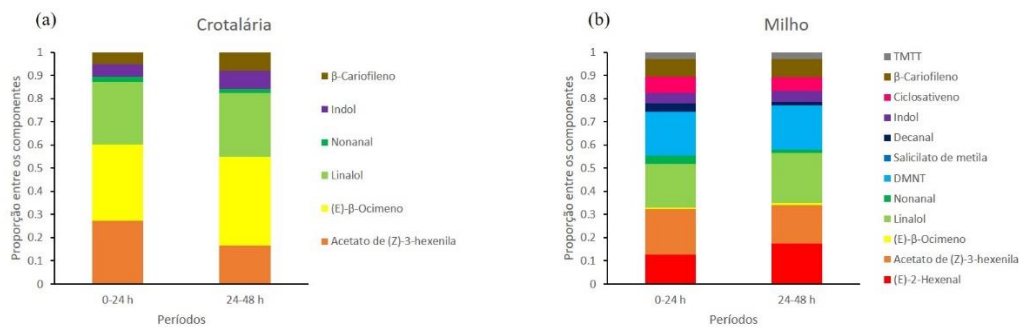 (a)
Crotalária
Proporção entre os componentes
1
0.9
0.8
0.7
0.6
0.5
0.4
0.3
0.2
0.1
0
0-24 h
24-48 h
Períodos
β-Cariofileno
Indol
Nonanal
Linalol
(E)-β-Ocimeno
Acetato de (Z)-3-hexenila
(b)
Milho
Proporção entre os componentes
1
0.9
0.8
0.7
0.6
0.5
0.4
0.3
0.2
0.1
0
0-24 h
24-48 h
Períodos
TMTT
β-Cariofileno
Ciclosativeno
Indol
Decanal
Salicilato de metila
DMNT
Nonanal
Linalol
(E)-β-Ocimeno
Acetato de (Z)-3-hexenila
(E)-2-Hexenal